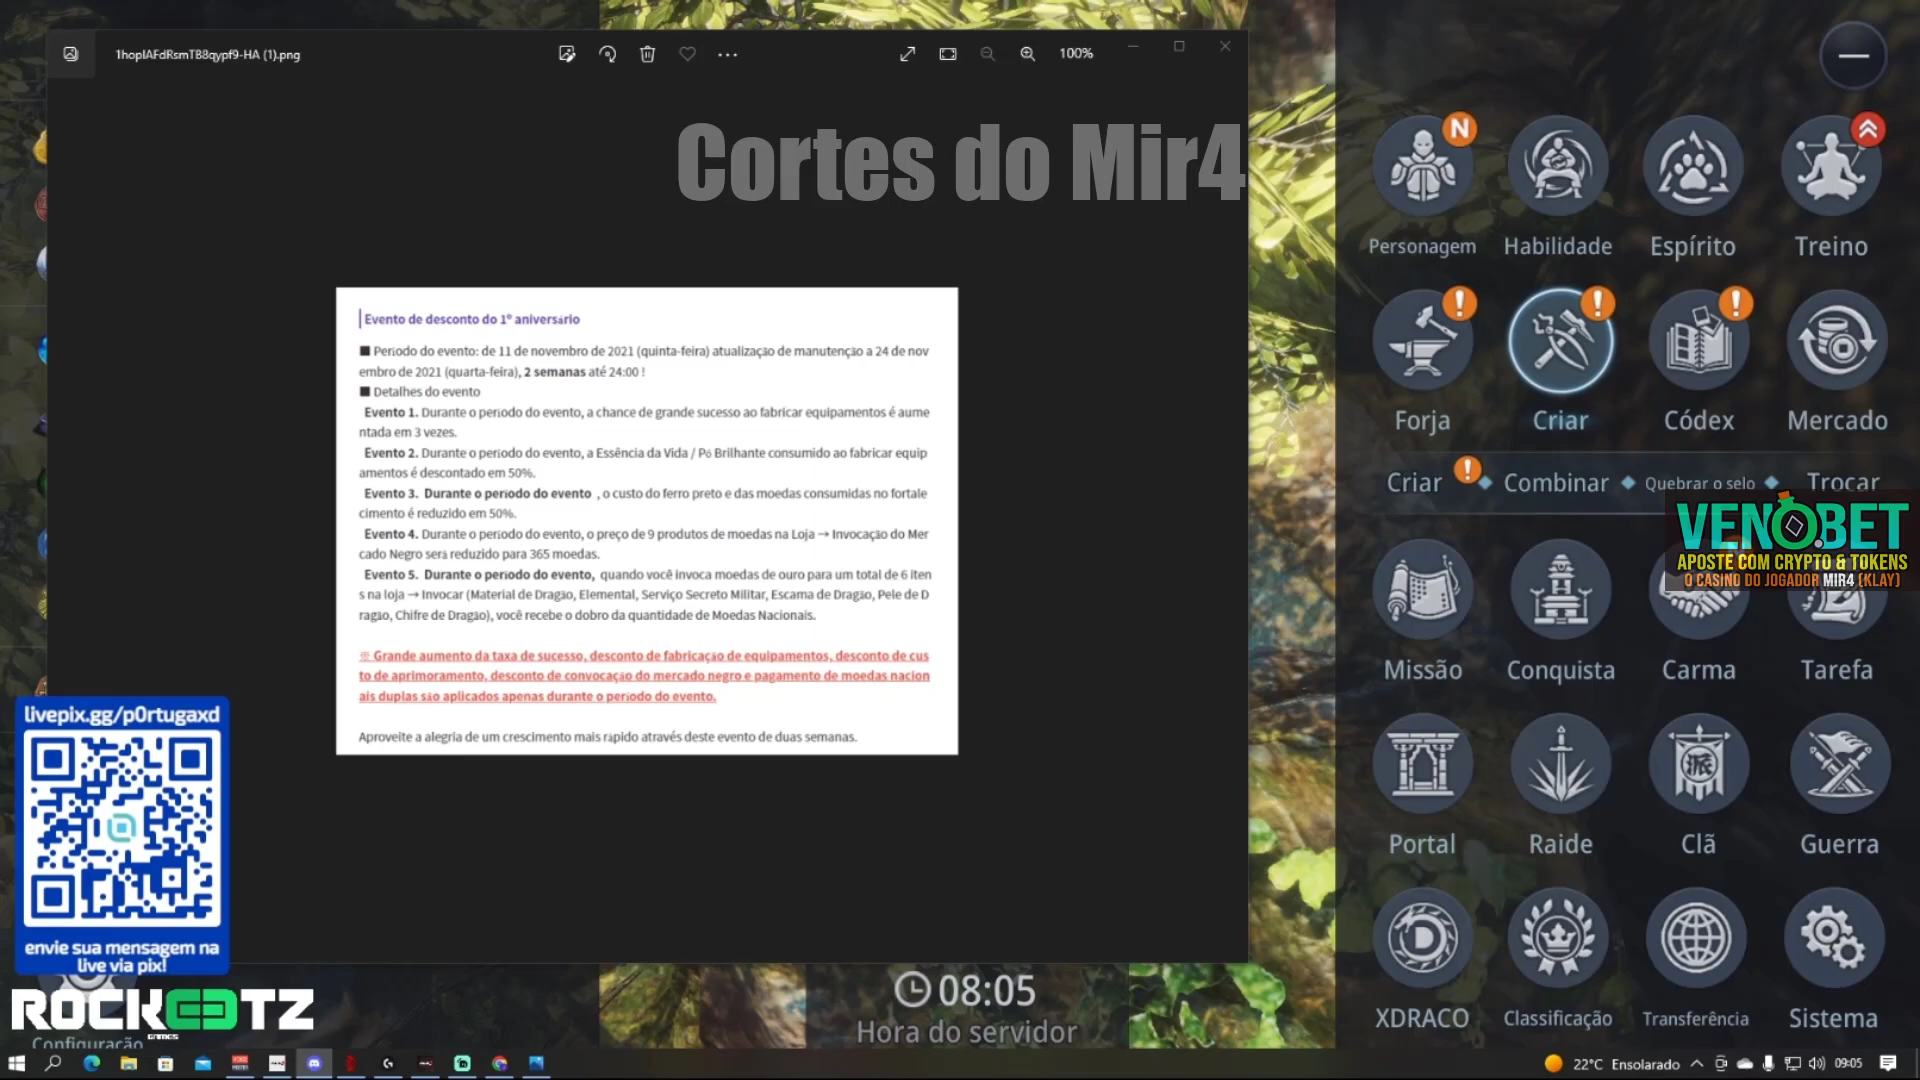 1hopIAFdRsmTB8qypf9-HA (1).png
100%
Cortes do Mir4
Evento de desconto do 1º aniversário
■ Período do evento: de 11 de novembro de 2021 (quinta-feira) atualização de manutenção a 24 de nov
embro de 2021 (quarta-feira), 2 semanas até 24:00 !
■ Detalhes do evento
Evento 1. Durante o período do evento, a chance de grande sucesso ao fabricar equipamentos é aume
ntada em 3 vezes.
Evento 2. Durante o período do evento, a Essência da Vida / Pó Brilhante consumido ao fabricar equip
amentos é descontado em 50%.
Evento 3. Durante o período do evento , o custo do ferro preto e das moedas consumidas no fortale
cimento é reduzido em 50%.
Evento 4. Durante o período do evento, o preço de 9 produtos de moedas na Loja → Invocação do Mer
cado Negro será reduzido para 365 moedas.
Evento 5. Durante o período do evento, quando você invoca moedas de ouro para um total de 6 iten
s na loja → Invocar (Material de Dragão, Elemental, Serviço Secreto Militar, Escama de Dragão, Pele de D
ragão, Chifre de Dragão), você recebe o dobro da quantidade de Moedas Nacionais.
※ Grande aumento da taxa de sucesso, desconto de fabricação de equipamentos, desconto de cus
to de aprimoramento, desconto de convocação do mercado negro e pagamento de moedas nacion
ais duplas são aplicados apenas durante o período do evento.
Aproveite a alegria de um crescimento mais rápido através deste evento de duas semanas.
N
Personagem Habilidade Espírito Treino
! ! !
Forja Criar Códex Mercado
Criar ! Combinar Quebrar o selo Trocar
VENOBET
APOSTE COM CRYPTO & TOKENS
O CASINO DO JOGADOR MIR4 (KLAY)
Missão Conquista Carma Tarefa
派
Portal Raide Clã Guerra
XDRACO Classificação Transferência Sistema
livepix.gg/p0rtugaxd
envie sua mensagem na
live via pix!
ROCKEETZ
GAMES
Configuração
08:05
Hora do servidor
22°C Ensolarado 09:05